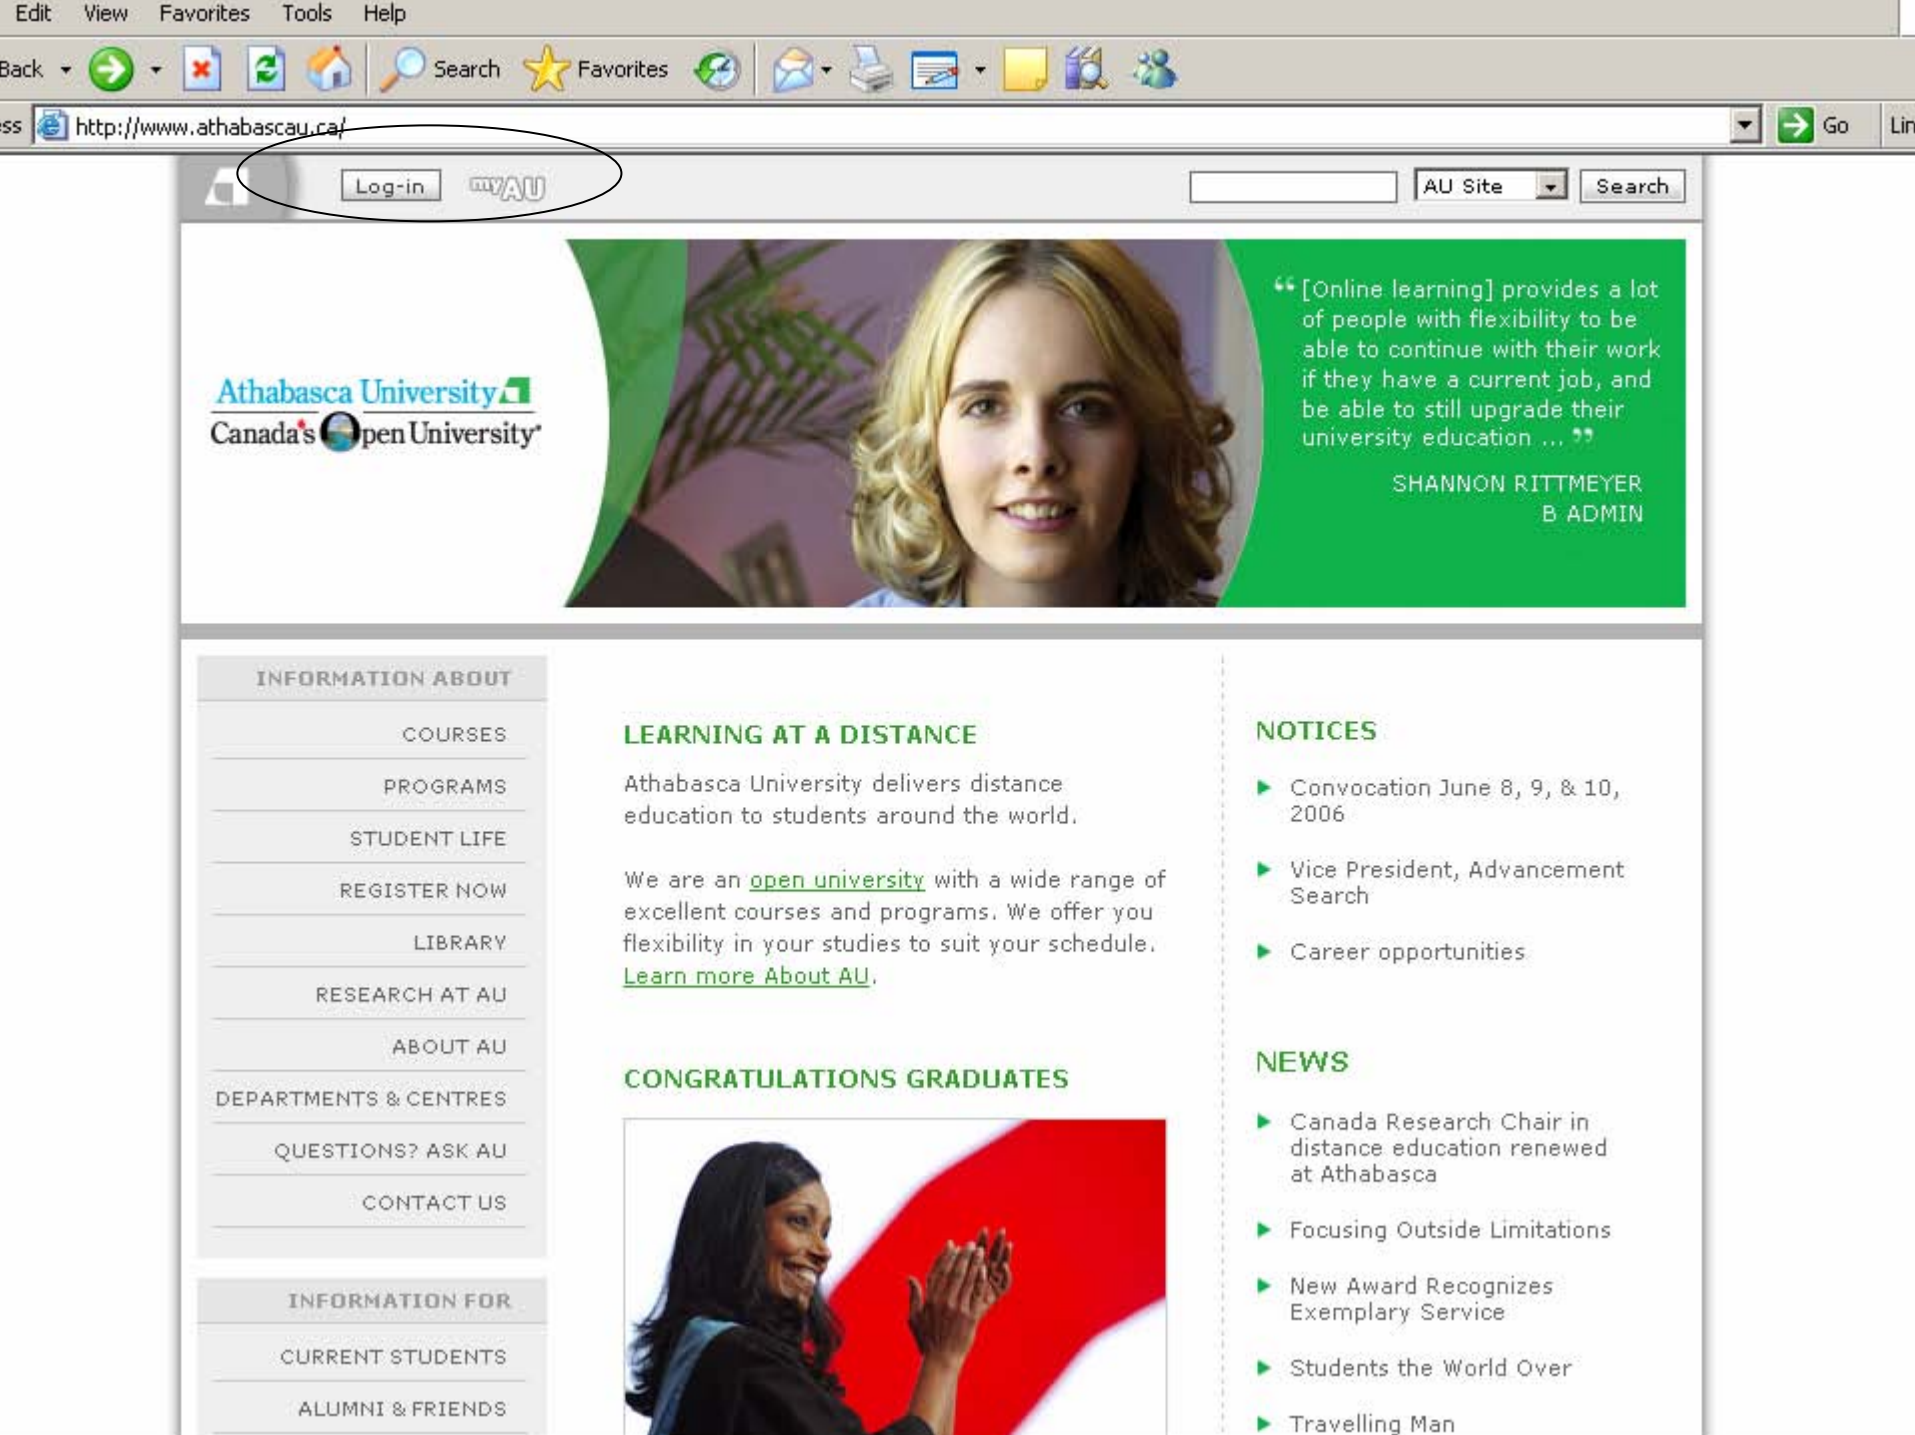 Edit View Favorites Tools Help
Back Search Favorites
http://www.athabascau.ca/ Go
Log-in myAU AU Site Search
“ [Online learning] provides a lot
of people with flexibility to be
able to continue with their work
if they have a current job, and
be able to still upgrade their
university education ... ”
SHANNON RITTMEYER
B ADMIN
Athabasca University
Canada's Open University
INFORMATION ABOUT
COURSES
PROGRAMS
STUDENT LIFE
REGISTER NOW
LIBRARY
RESEARCH AT AU
ABOUT AU
DEPARTMENTS & CENTRES
QUESTIONS? ASK AU
CONTACT US
INFORMATION FOR
CURRENT STUDENTS
ALUMNI & FRIENDS
LEARNING AT A DISTANCE
Athabasca University delivers distance
education to students around the world.
We are an open university with a wide range of
excellent courses and programs. We offer you
flexibility in your studies to suit your schedule.
Learn more About AU.
CONGRATULATIONS GRADUATES
NOTICES
Convocation June 8, 9, & 10,
2006
Vice President, Advancement
Search
Career opportunities
NEWS
Canada Research Chair in
distance education renewed
at Athabasca
Focusing Outside Limitations
New Award Recognizes
Exemplary Service
Students the World Over
Travelling Man